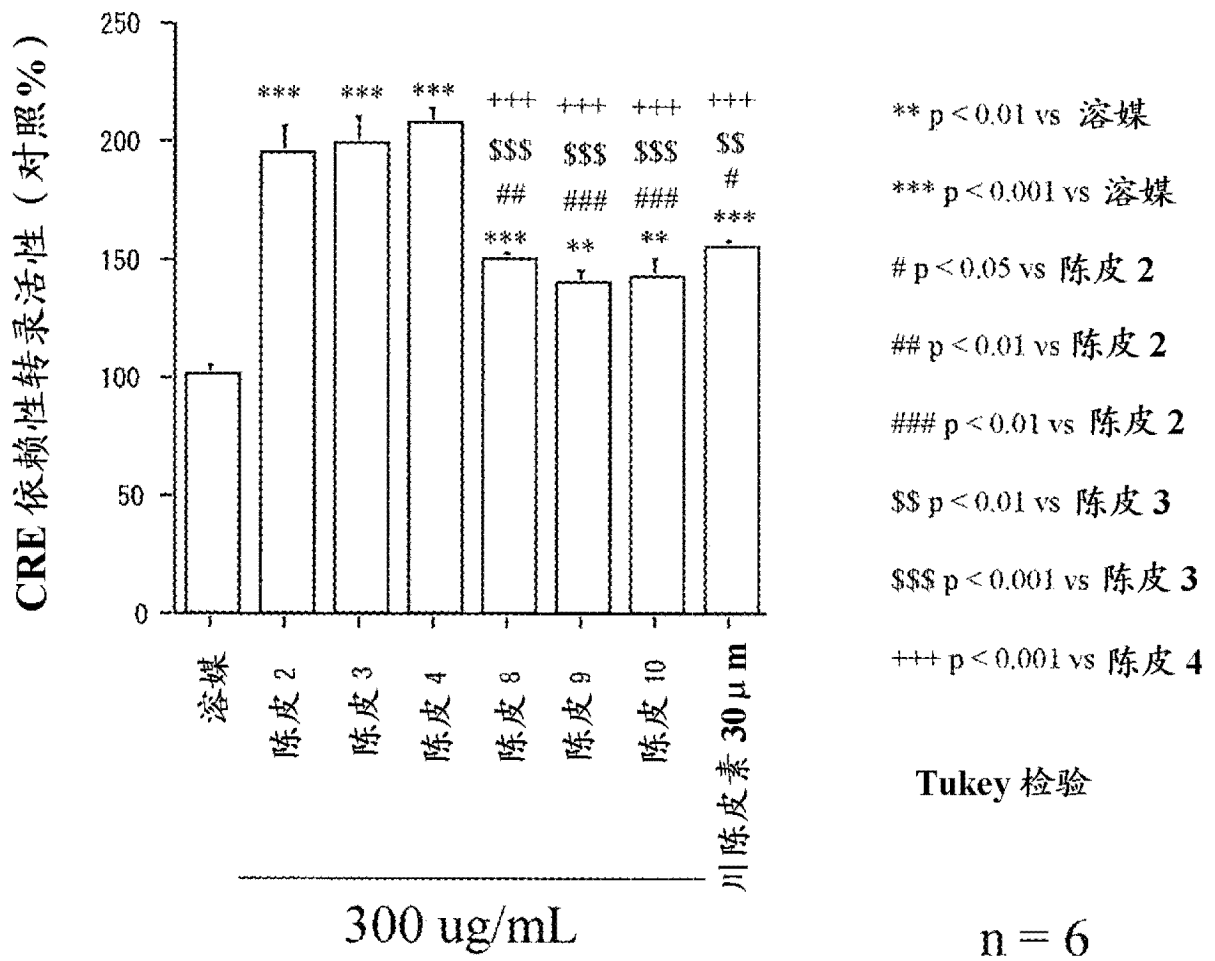 CRE 依赖性转录活性 (对照%)
250
200
150
100
50
0
***
***
***
+++
+++
+++
+++
$$$
$$$
$$$
$$
##
###
###
#
***
**
**
***
溶媒
陈皮 2
陈皮 3
陈皮 4
陈皮 8
陈皮 9
陈皮 10
川陈皮素 30 μ m
300 ug/mL
** p < 0.01 vs 溶媒
*** p < 0.001 vs 溶媒
# p < 0.05 vs 陈皮 2
## p < 0.01 vs 陈皮 2
### p < 0.01 vs 陈皮 2
$$ p < 0.01 vs 陈皮 3
$$$ p < 0.001 vs 陈皮 3
+++ p < 0.001 vs 陈皮 4
Tukey 检验
n = 6